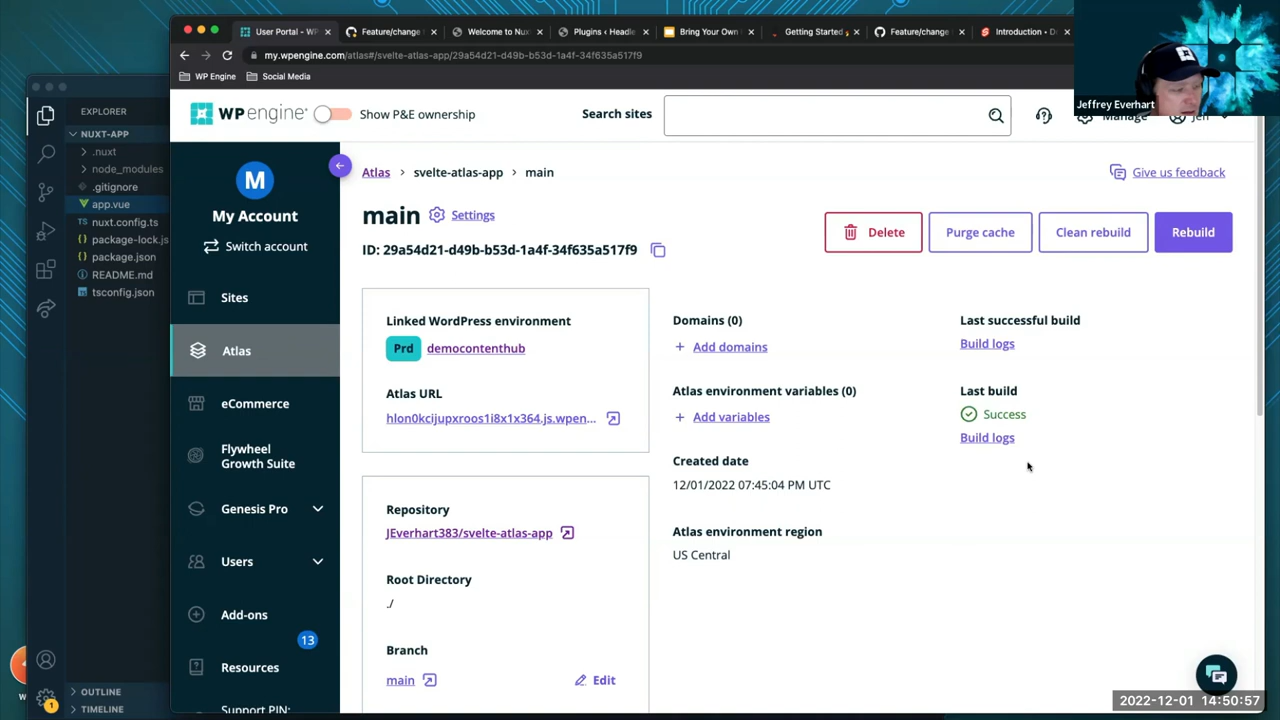 User Portal - WP
Feature/change
Welcome to Nux
Plugins ‹ Headle
Bring Your Own
Getting Started
Feature/change
Introduction • D
my.wpengine.com/atlas#/svelte-atlas-app/29a54d21-d49b-b53d-1a4f-34f635a517f9
WP Engine
Social Media
Jeffrey Everhart
EXPLORER
NUXT-APP
.nuxt
node_modules
.gitignore
app.vue
TS nuxt.config.ts
package-lock.js
package.json
README.md
TS tsconfig.json
OUTLINE
TIMELINE
1
WP engine
Show P&E ownership
Search sites
Manage
Jeff
M
My Account
Switch account
Sites
Atlas
eCommerce
Flywheel
Growth Suite
Genesis Pro
Users
Add-ons
13
Resources
Support PIN:
Atlas > svelte-atlas-app > main
Give us feedback
main
Settings
ID: 29a54d21-d49b-b53d-1a4f-34f635a517f9
Delete
Purge cache
Clean rebuild
Rebuild
Linked WordPress environment
Prd democontenthub
Atlas URL
hlon0kcijupxroos1i8x1x364.js.wpen...
Repository
JEverhart383/svelte-atlas-app
Root Directory
./
Branch
main
Edit
Domains (0)
+ Add domains
Atlas environment variables (0)
+ Add variables
Created date
12/01/2022 07:45:04 PM UTC
Atlas environment region
US Central
Last successful build
Build logs
Last build
Success
Build logs
2022-12-01 14:50:57